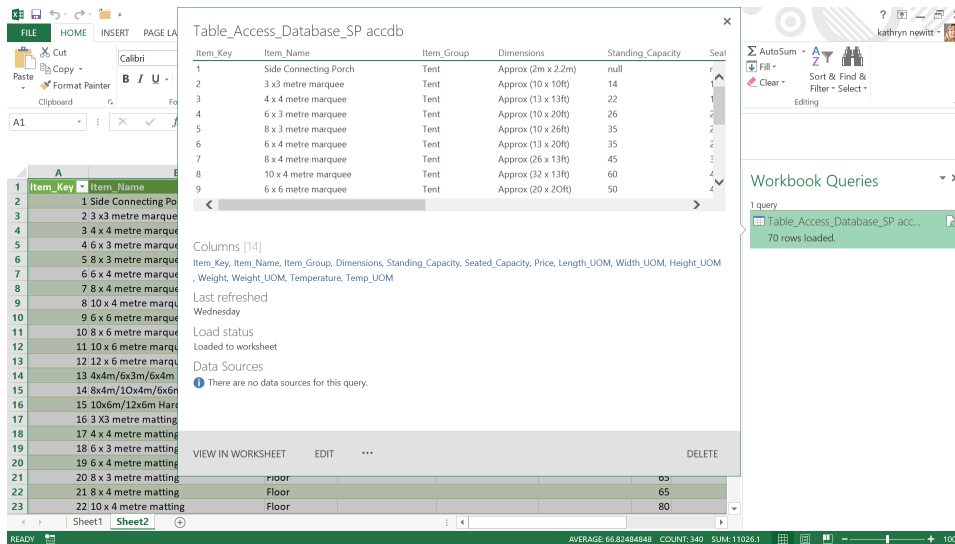 FILE HOME INSERT PAGE LA
kathryn newitt
Cut
Copy
Format Painter
Paste
Clipboard
Calibri
B I U
Fo
AutoSum
Fill
Clear
Sort & Find &
Filter Select
Editing
A1
A
Item_Key Item_Name
1 1 Side Connecting Po
2 3 x3 metre marque
3 4 x 4 metre marque
4 6 x 3 metre marque
5 8 x 3 metre marque
6 6 x 4 metre marque
7 8 x 4 metre marque
8 10 x 4 metre marqu
9 6 x 6 metre marque
10 8 x 6 metre marque
11 10 x 6 metre marqu
12 12 x 6 metre marqu
13 4x4m/6x3m/6x4m
14 8x4m/1Ox4m/6x6m
15 10x6m/12x6m Hard
16 3 X3 metre matting
17 4 x 4 metre matting
18 6 x 3 metre matting
19 6 x 4 metre matting
20 8 x 3 metre matting Floor 65
21 8 x 4 metre matting Floor 65
22 10 x 4 metre matting Floor 80
Sheet1 Sheet2
READY
AVERAGE: 66.82484848 COUNT: 340 SUM: 11026.1
100
Table_Access_Database_SP accdb
Item_Key Item_Name Item_Group Dimensions Standing_Capacity Seat
1 Side Connecting Porch Tent Approx (2m x 2.2m) null
2 3 x3 metre marquee Tent Approx (10 x 10ft) 14
3 4 x 4 metre marquee Tent Approx (13 x 13ft) 22
4 6 x 3 metre marquee Tent Approx (10 x 20ft) 26
5 8 x 3 metre marquee Tent Approx (10 x 26ft) 35
6 6 x 4 metre marquee Tent Approx (13 x 20ft) 35
7 8 x 4 metre marquee Tent Approx (26 x 13ft) 45
8 10 x 4 metre marquee Tent Approx (32 x 13ft) 60
9 6 x 6 metre marquee Tent Approx (20 x 2Oft) 50
Columns [14]
Item_Key, Item_Name, Item_Group, Dimensions, Standing_Capacity, Seated_Capacity, Price, Length_UOM, Width_UOM, Height_UOM
, Weight, Weight_UOM, Temperature, Temp_UOM
Last refreshed
Wednesday
Load status
Loaded to worksheet
Data Sources
There are no data sources for this query.
VIEW IN WORKSHEET EDIT ••• DELETE
Workbook Queries
1 query
Table_Access_Database_SP acc...
70 rows loaded.